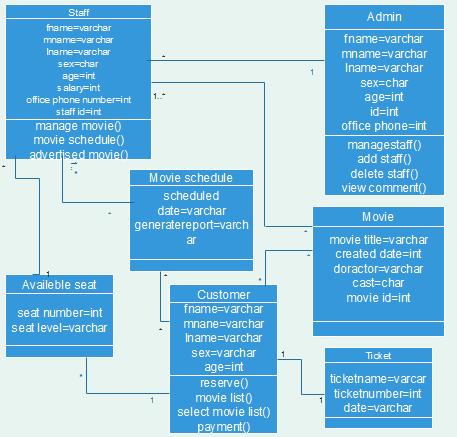 Staff
fname=varchar
mname=varchar
lname=varchar
sex=char
age=int
salary=int
office phone number=int
staff id=int
manage movie()
movie schedule()
advertised movie()
Admin
fname=varchar
mname=varchar
lname=varchar
sex=char
age=int
id=int
office phone=int
managestaff()
add staff()
delete staff()
view comment()
*
1
1..*
*
*
*
*
Movie schedule
scheduled
date=varchar
generatereport=varch
ar
Movie
movie title=varchar
created date=int
doractor=varchar
cast=char
movie id=int
*
*
*
1
Availeble seat
seat number=int
seat level=varchar
*
*
1
Customer
fname=varchar
mnane=varchar
lname=varchar
sex=varchar
age=int
reserve()
movie list()
select movie list()
payment()
*
1
1
Ticket
ticketname=varcar
ticketnumber=int
date=varchar